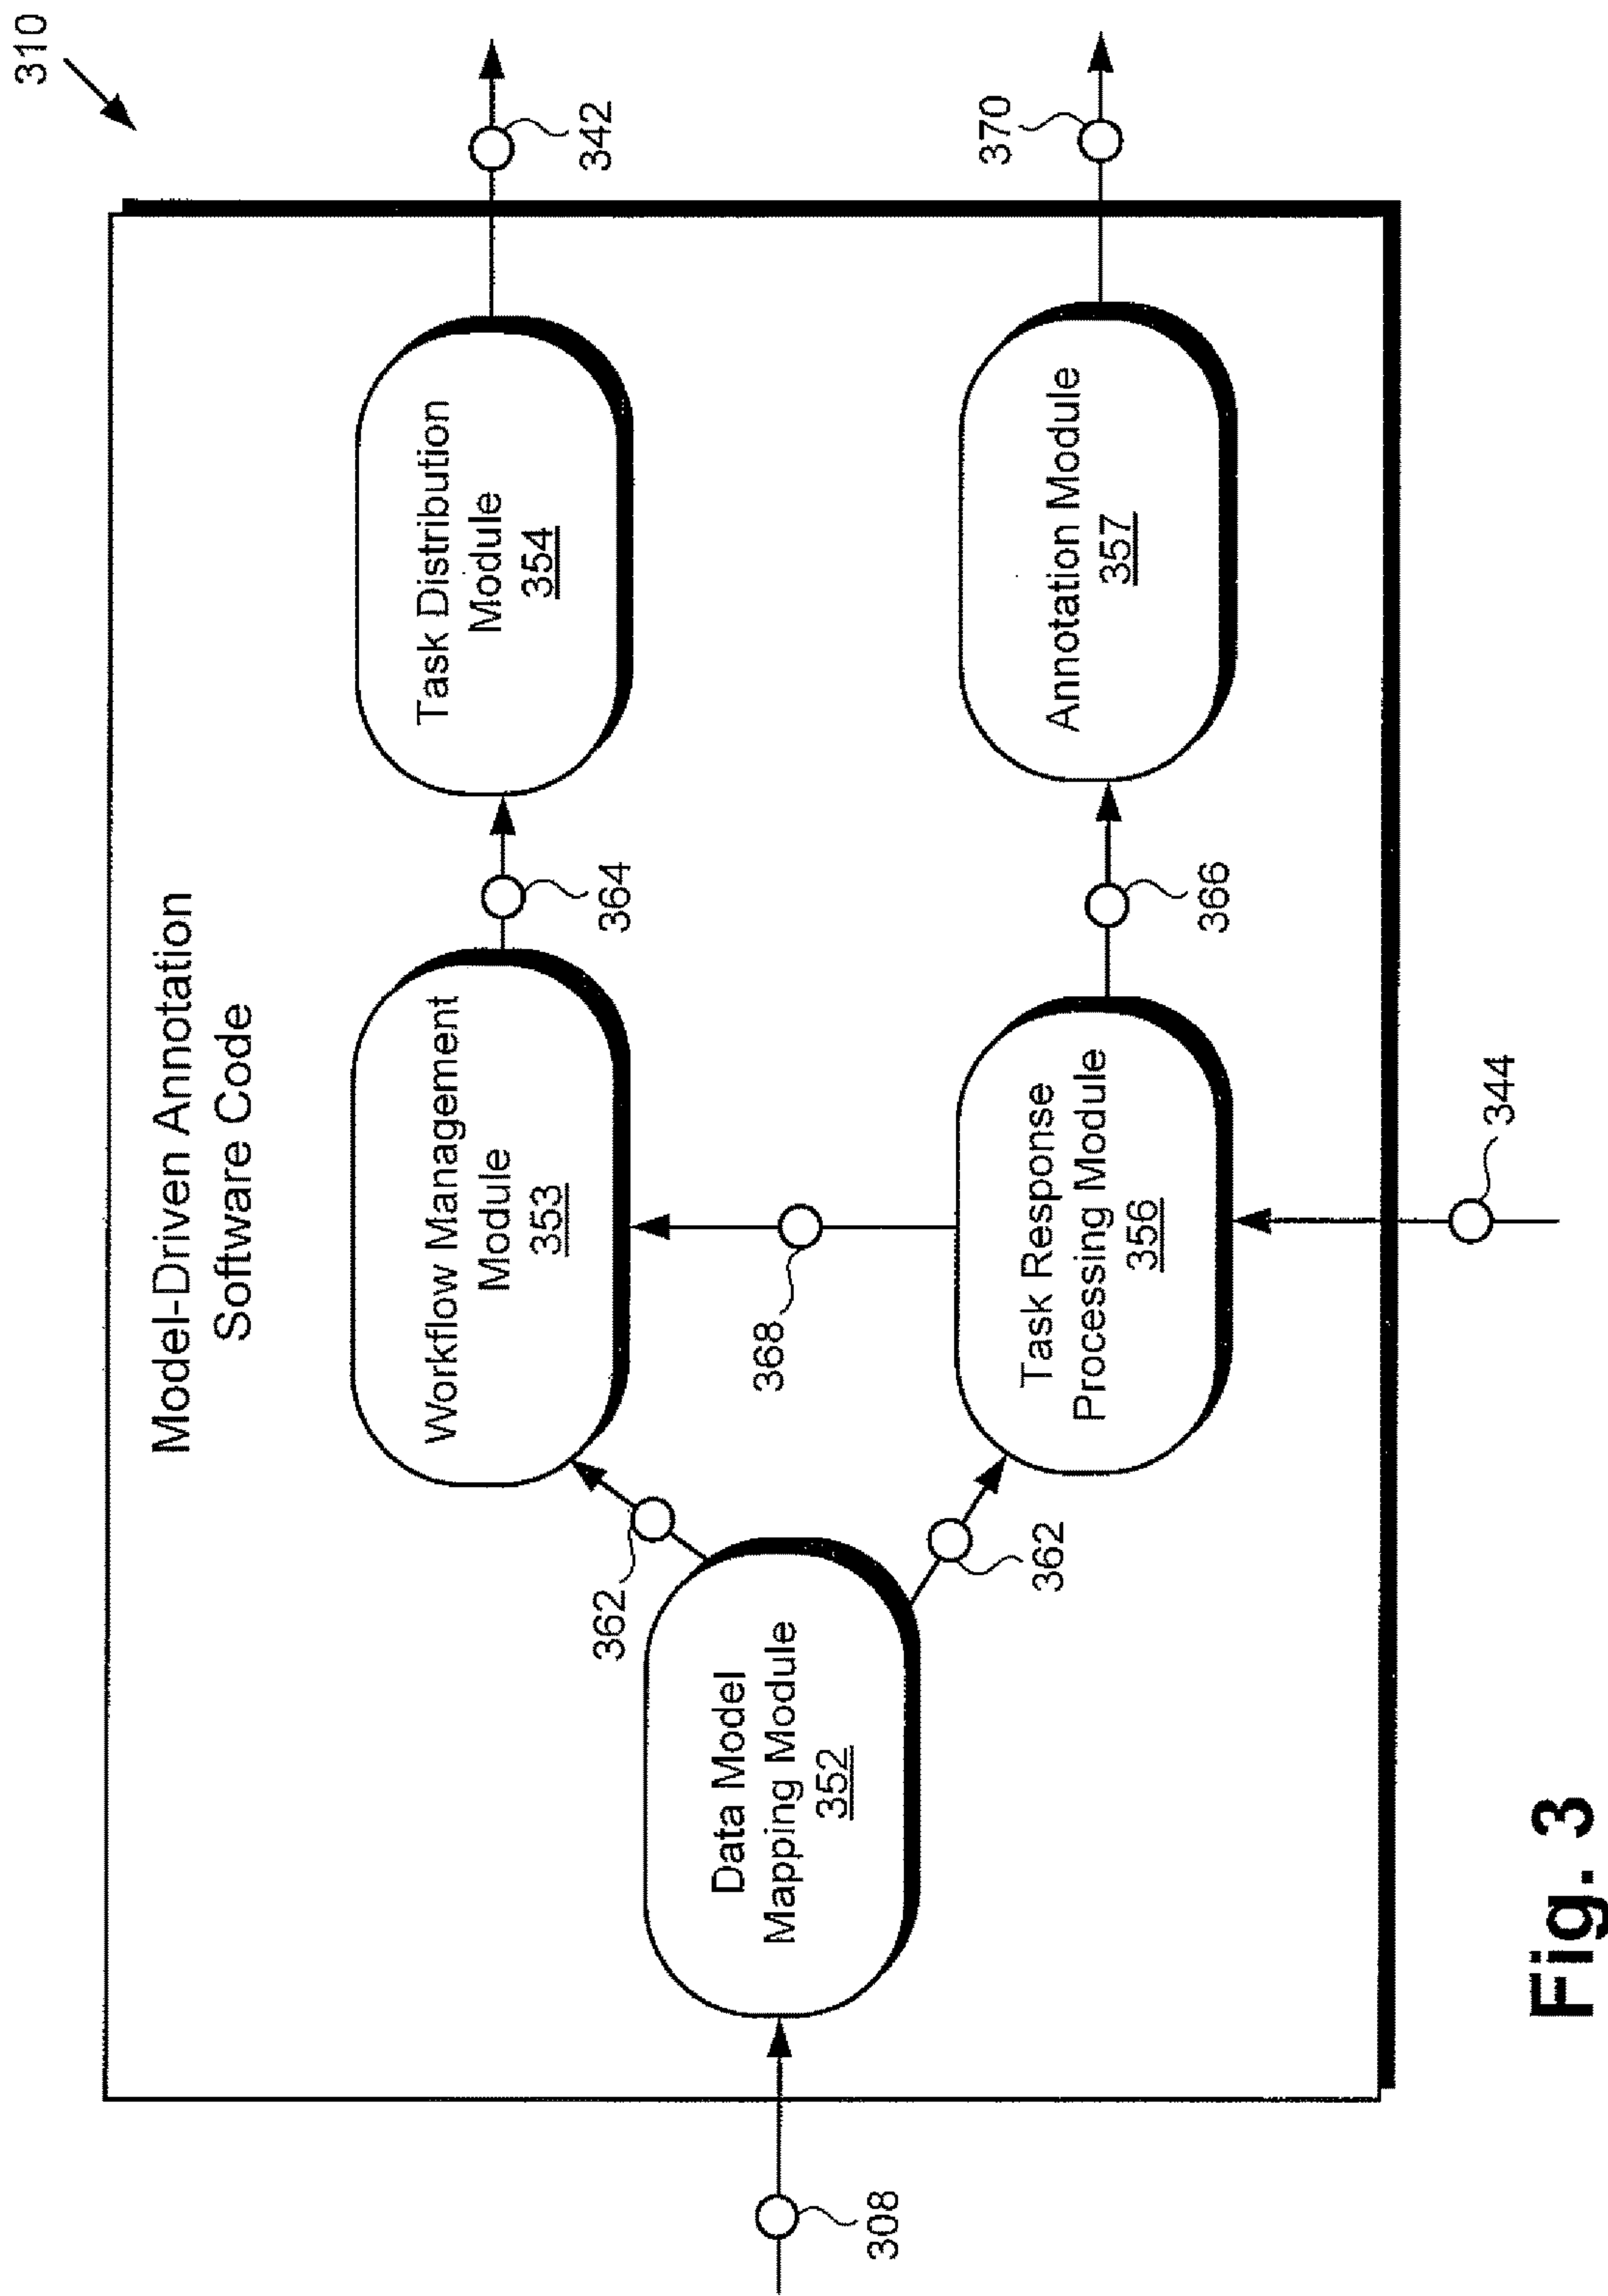 310
Model-Driven Annotation
Software Code
342
370
308
362
362
364
366
368
344
Data Model
Mapping Module
352
Workflow Management
Module
353
Task Distribution
Module
354
Task Response
Processing Module
356
Annotation Module
357
Fig. 3